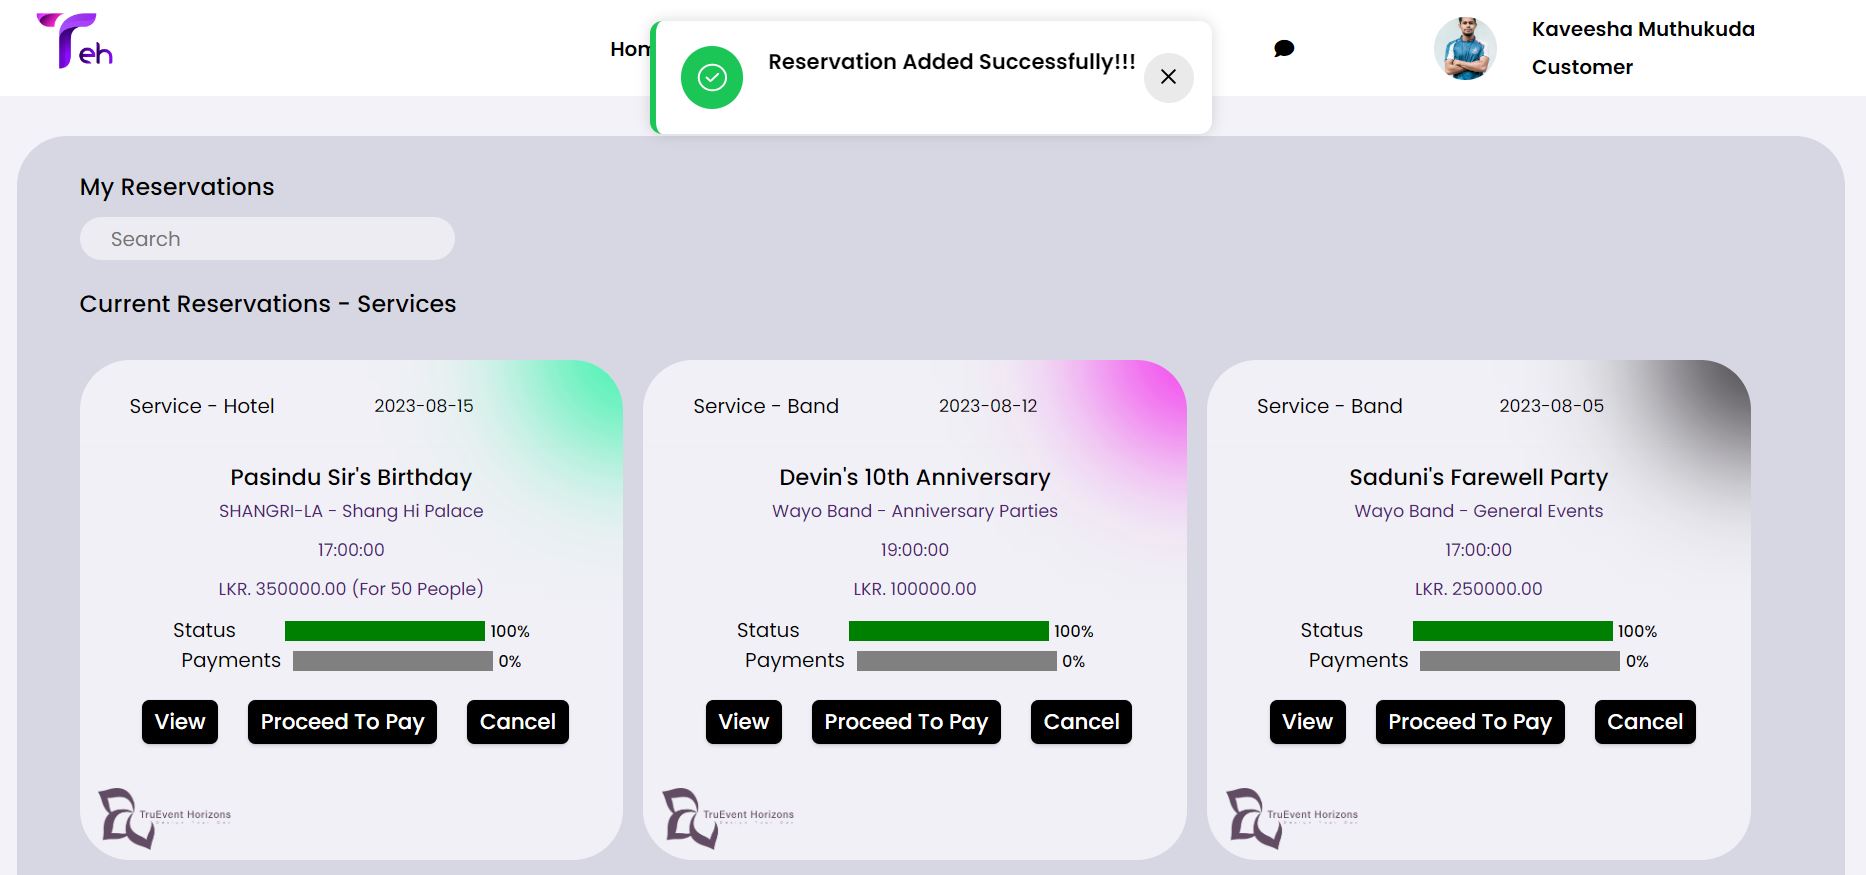 Teh
Hom
Reservation Added Successfully!!!
Kaveesha Muthukuda
Customer
My Reservations
Search
Current Reservations - Services
Service - Hotel 2023-08-15
Pasindu Sir's Birthday
SHANGRI-LA - Shang Hi Palace
17:00:00
LKR. 350000.00 (For 50 People)
Status 100%
Payments 0%
View Proceed To Pay Cancel
TruEvent Horizons
Service - Band 2023-08-12
Devin's 10th Anniversary
Wayo Band - Anniversary Parties
19:00:00
LKR. 100000.00
Status 100%
Payments 0%
View Proceed To Pay Cancel
TruEvent Horizons
Service - Band 2023-08-05
Saduni's Farewell Party
Wayo Band - General Events
17:00:00
LKR. 250000.00
Status 100%
Payments 0%
View Proceed To Pay Cancel
TruEvent Horizons